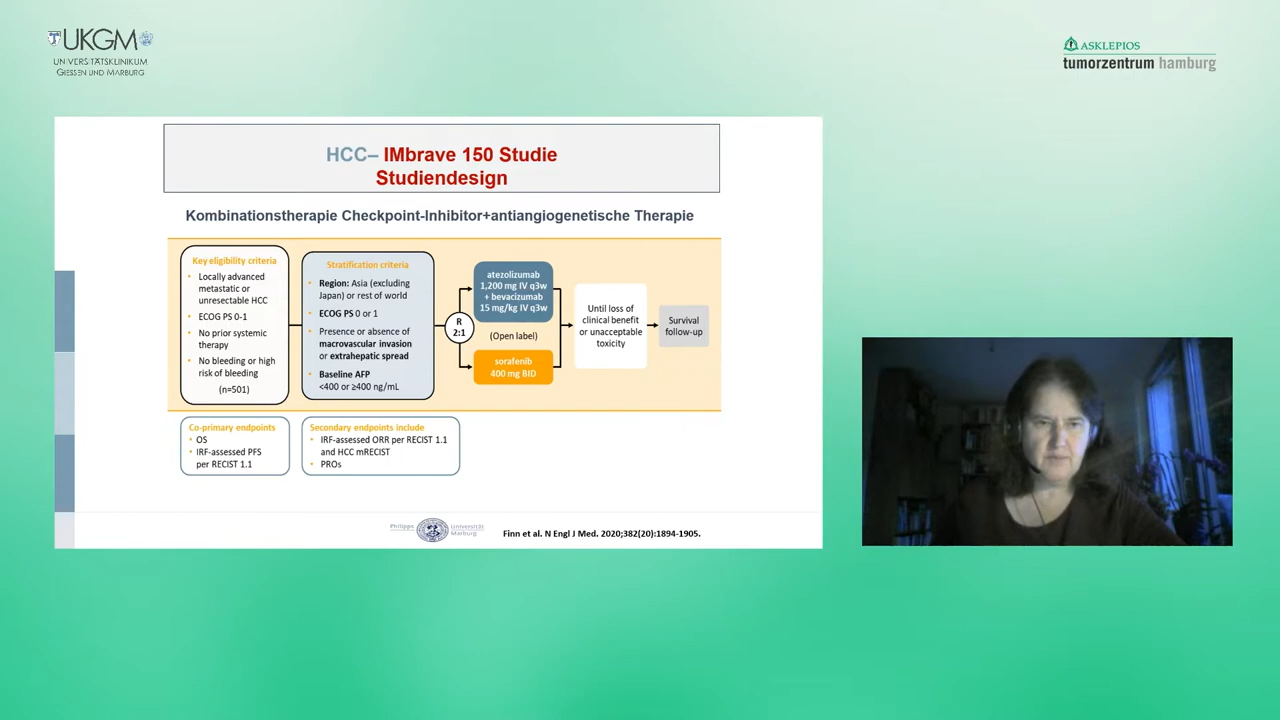 UKGM
UNIVERSITÄTSKLINIKUM
GIESSEN UND MARBURG
ASKLEPIOS
tumorzentrum hamburg
HCC– IMbrave 150 Studie
Studiendesign
Kombinationstherapie Checkpoint-Inhibitor+antiangiogenetische Therapie
Key eligibility criteria
• Locally advanced
metastatic or
unresectable HCC
• ECOG PS 0-1
• No prior systemic
therapy
• No bleeding or high
risk of bleeding
(n=501)
Stratification criteria
• Region: Asia (excluding
Japan) or rest of world
• ECOG PS 0 or 1
• Presence or absence of
macrovascular invasion
or extrahepatic spread
• Baseline AFP
<400 or ≥400 ng/mL
R
2:1
atezolizumab
1,200 mg IV q3w
+ bevacizumab
15 mg/kg IV q3w
(Open label)
sorafenib
400 mg BID
Until loss of
clinical benefit
or unacceptable
toxicity
Survival
follow-up
Co-primary endpoints
• OS
• IRF-assessed PFS
per RECIST 1.1
Secondary endpoints include
• IRF-assessed ORR per RECIST 1.1
and HCC mRECIST
• PROs
Philipps Universität
Marburg
Finn et al. N Engl J Med. 2020;382(20):1894-1905.